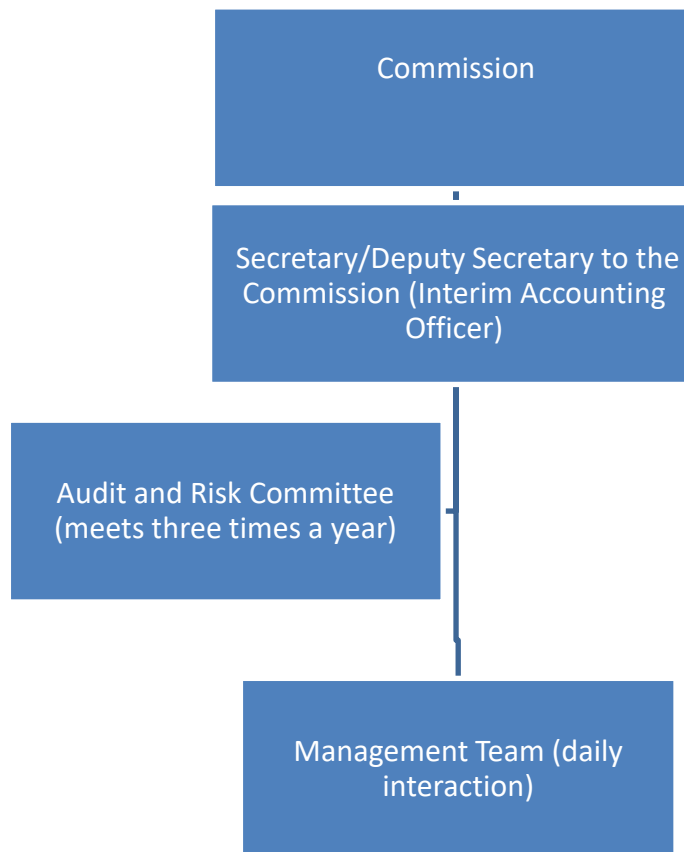 Commission
Secretary/Deputy Secretary to the
Commission (Interim Accounting
Officer)
Audit and Risk Committee
(meets three times a year)
Management Team (daily
interaction)